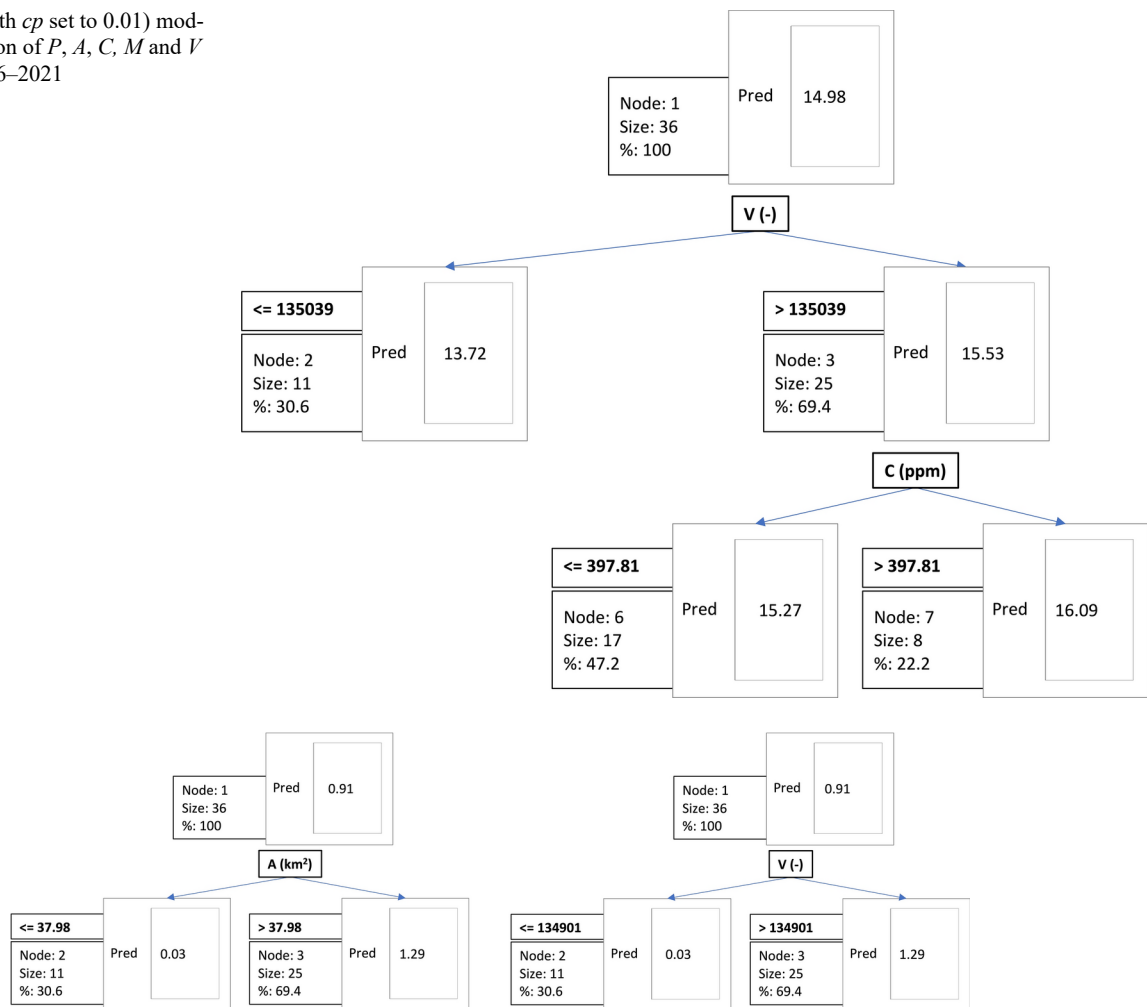 th cp set to 0.01) mod-
on of P, A, C, M and V
6–2021
Node: 1
Size: 36
%: 100
Pred
14.98
V (-)
<= 135039
Node: 2
Size: 11
%: 30.6
Pred
13.72
> 135039
Node: 3
Size: 25
%: 69.4
Pred
15.53
C (ppm)
<= 397.81
Node: 6
Size: 17
%: 47.2
Pred
15.27
> 397.81
Node: 7
Size: 8
%: 22.2
Pred
16.09
Node: 1
Size: 36
%: 100
Pred
0.91
A (km²)
<= 37.98
Node: 2
Size: 11
%: 30.6
Pred
0.03
> 37.98
Node: 3
Size: 25
%: 69.4
Pred
1.29
Node: 1
Size: 36
%: 100
Pred
0.91
V (-)
<= 134901
Node: 2
Size: 11
%: 30.6
Pred
0.03
> 134901
Node: 3
Size: 25
%: 69.4
Pred
1.29